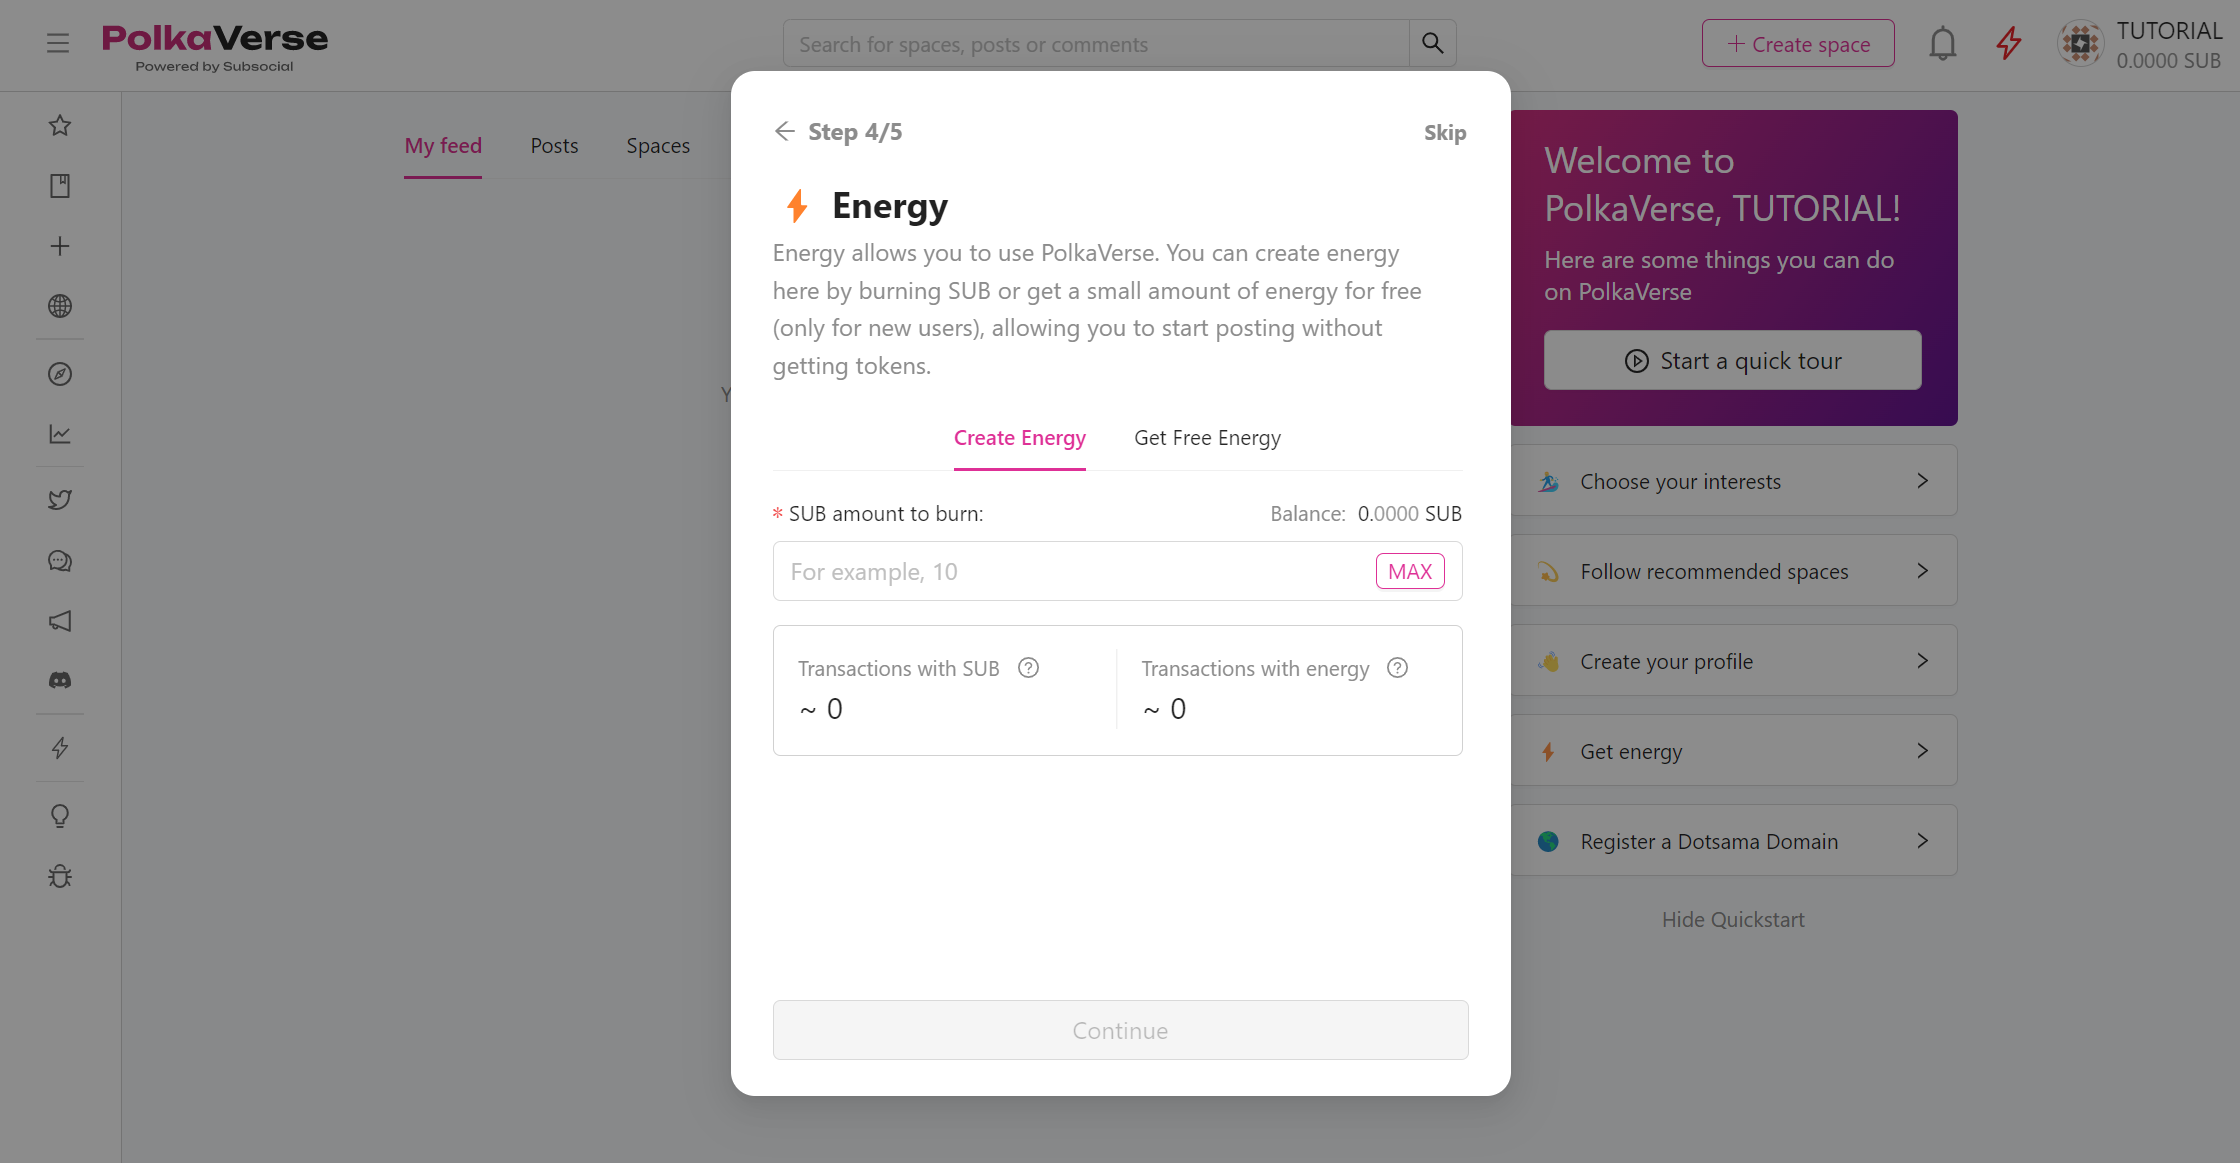 PolkaVerse
Powered by Subsocial
Search for spaces, posts or comments
Create space
TUTORIAL
0.0000 SUB
My feed
Posts
Spaces
Y
Step 4/5
Skip
Energy
Energy allows you to use PolkaVerse. You can create energy
here by burning SUB or get a small amount of energy for free
(only for new users), allowing you to start posting without
getting tokens.
Create Energy
Get Free Energy
* SUB amount to burn:
Balance: 0.0000 SUB
For example, 10
MAX
Transactions with SUB
~ 0
Transactions with energy
~ 0
Continue
Welcome to
PolkaVerse, TUTORIAL!
Here are some things you can do
on PolkaVerse
Start a quick tour
Choose your interests
Follow recommended spaces
Create your profile
Get energy
Register a Dotsama Domain
Hide Quickstart